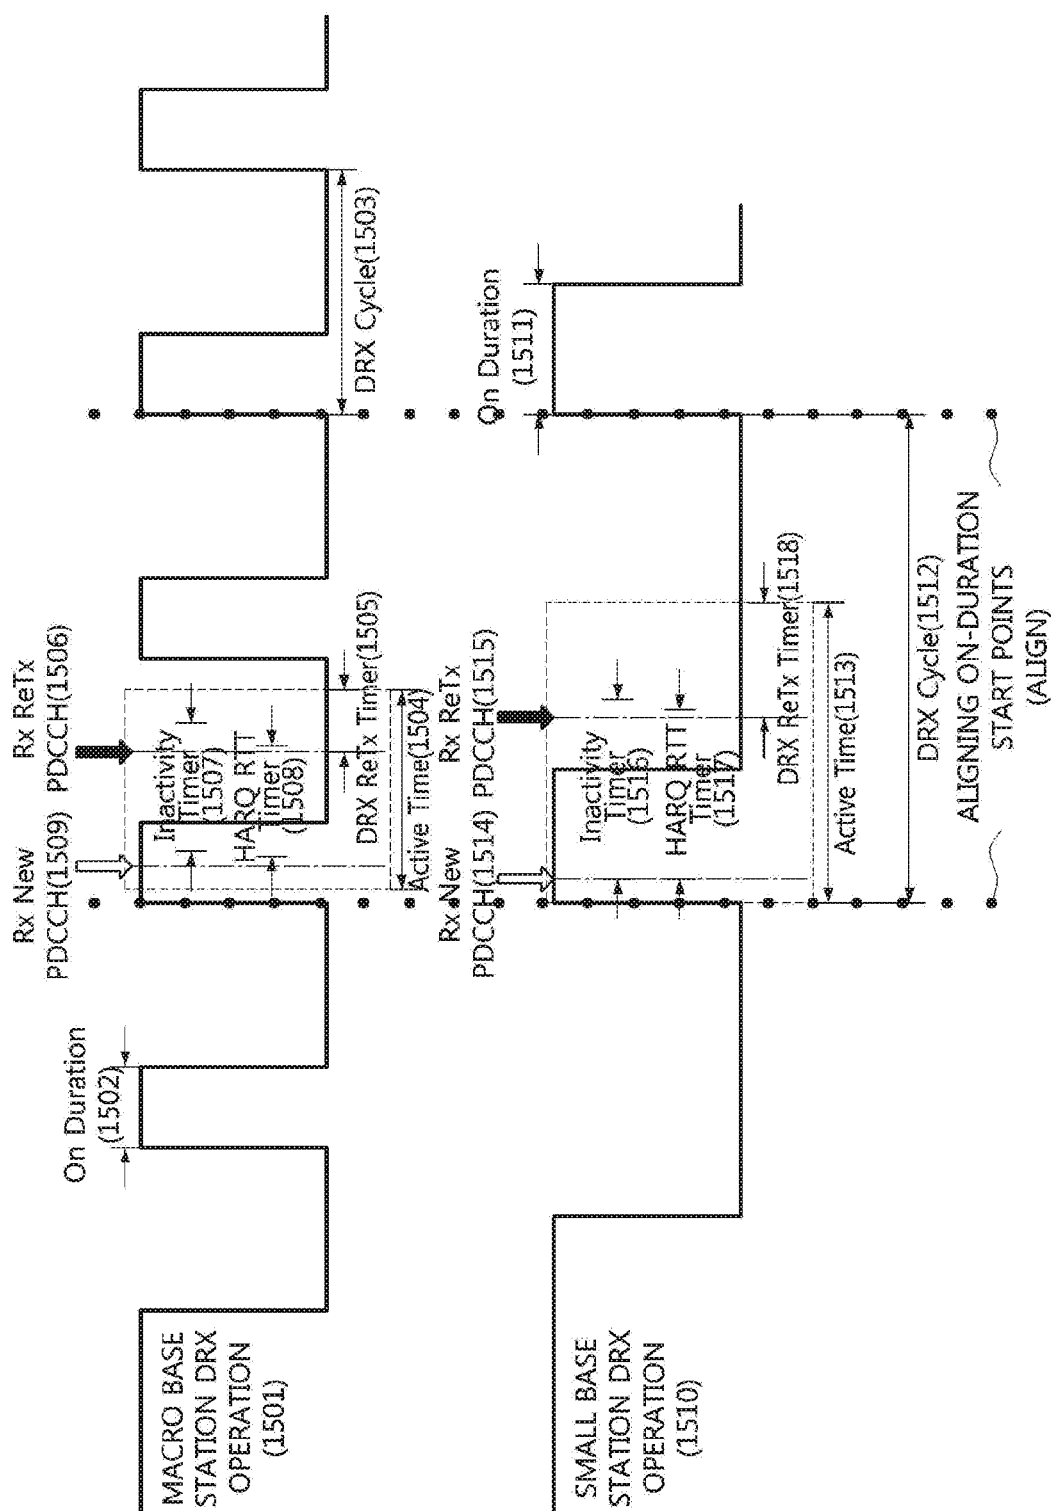 Rx New
PDCCH(1509)
Rx ReTx
PDCCH(1506)
On Duration
(1502)
Inactivity
Timer
(1507)
HARQ RTT
Timer
(1508)
DRX ReTx Timer(1505)
Active Time(1504)
DRX Cycle(1503)
MACRO BASE
STATION DRX
OPERATION
(1501)
Rx New
PDCCH(1514)
Rx ReTx
PDCCH(1515)
On Duration
(1511)
Inactivity
Timer
(1516)
HARQ RTT
Timer
(1517)
DRX ReTx Timer(1518)
Active Time(1513)
DRX Cycle(1512)
SMALL BASE
STATION DRX
OPERATION
(1510)
ALIGNING ON-DURATION
START POINTS
(ALIGN)